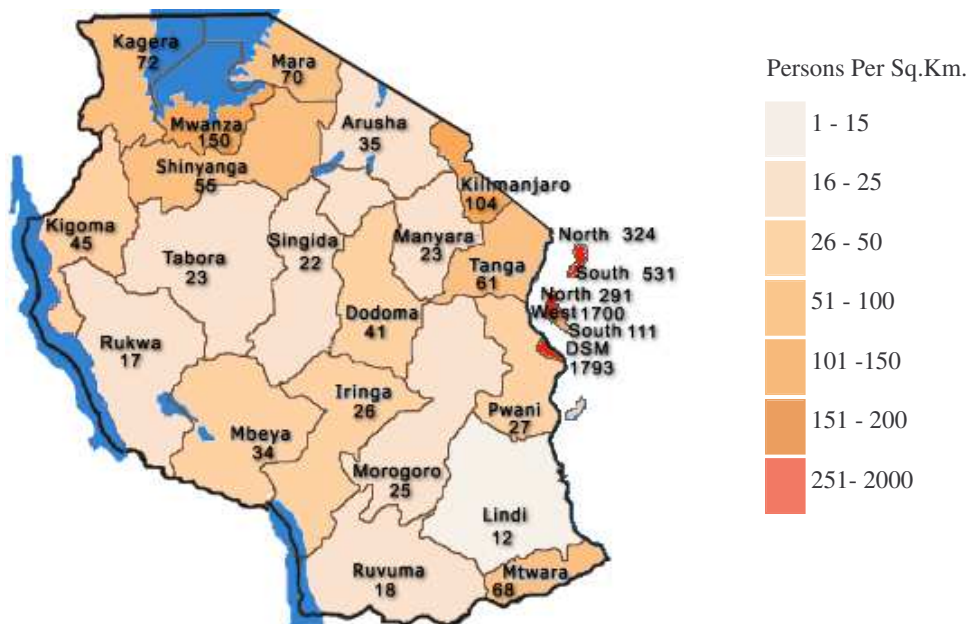 Kagera
72
Mara
70
Mwanza
150
Arusha
35
Shinyanga
55
Kilimanjaro
104
Kigoma
45
Tabora
23
Singida
22
Manyara
23
Tanga
61
North 324
South 531
North 291
West 1700
South 111
DSM
1793
Dodoma
41
Rukwa
17
Iringa
26
Pwani
27
Mbeya
34
Morogoro
25
Lindi
12
Ruvuma
18
Mtwara
68
Persons Per Sq.Km.
1 - 15
16 - 25
26 - 50
51 - 100
101 -150
151 - 200
251- 2000